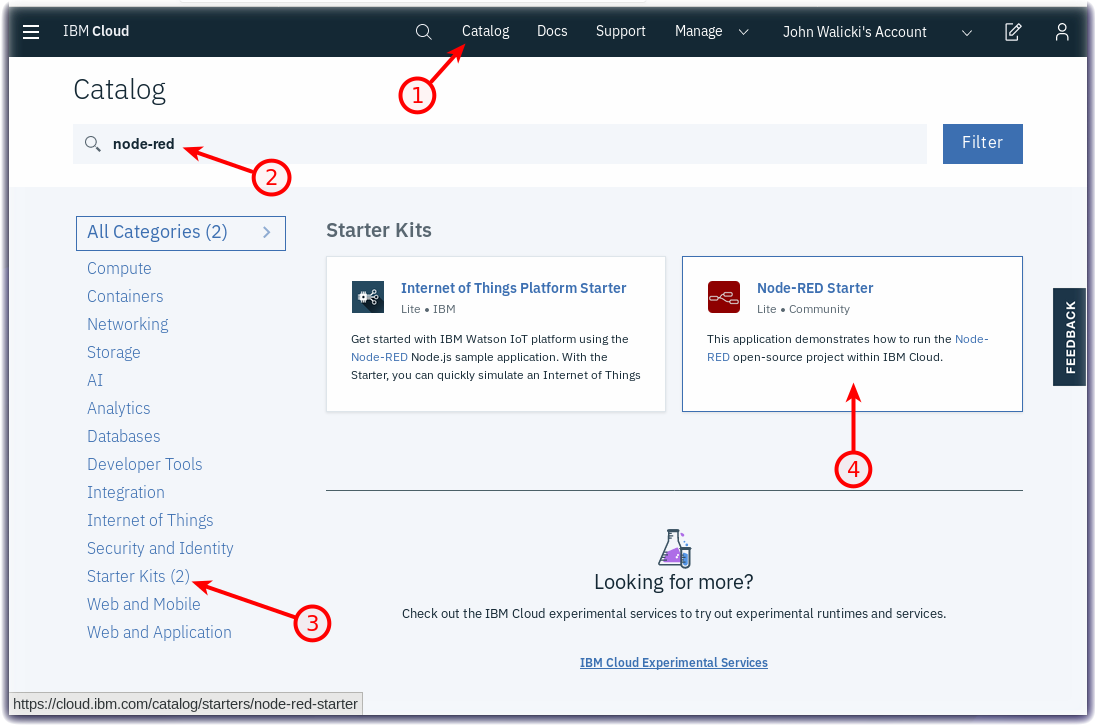 IBM Cloud
Catalog
Docs
Support
Manage
John Walicki's Account
1
Catalog
node-red
Filter
2
All Categories (2)
Compute
Containers
Networking
Storage
AI
Analytics
Databases
Developer Tools
Integration
Internet of Things
Security and Identity
Starter Kits (2)
Web and Mobile
Web and Application
3
Starter Kits
Internet of Things Platform Starter
Lite • IBM
Get started with IBM Watson IoT platform using the
Node-RED Node.js sample application. With the
Starter, you can quickly simulate an Internet of Things
Node-RED Starter
Lite • Community
This application demonstrates how to run the Node-
RED open-source project within IBM Cloud.
4
FEEDBACK
Looking for more?
Check out the IBM Cloud experimental services to try out experimental runtimes and services.
IBM Cloud Experimental Services
https://cloud.ibm.com/catalog/starters/node-red-starter